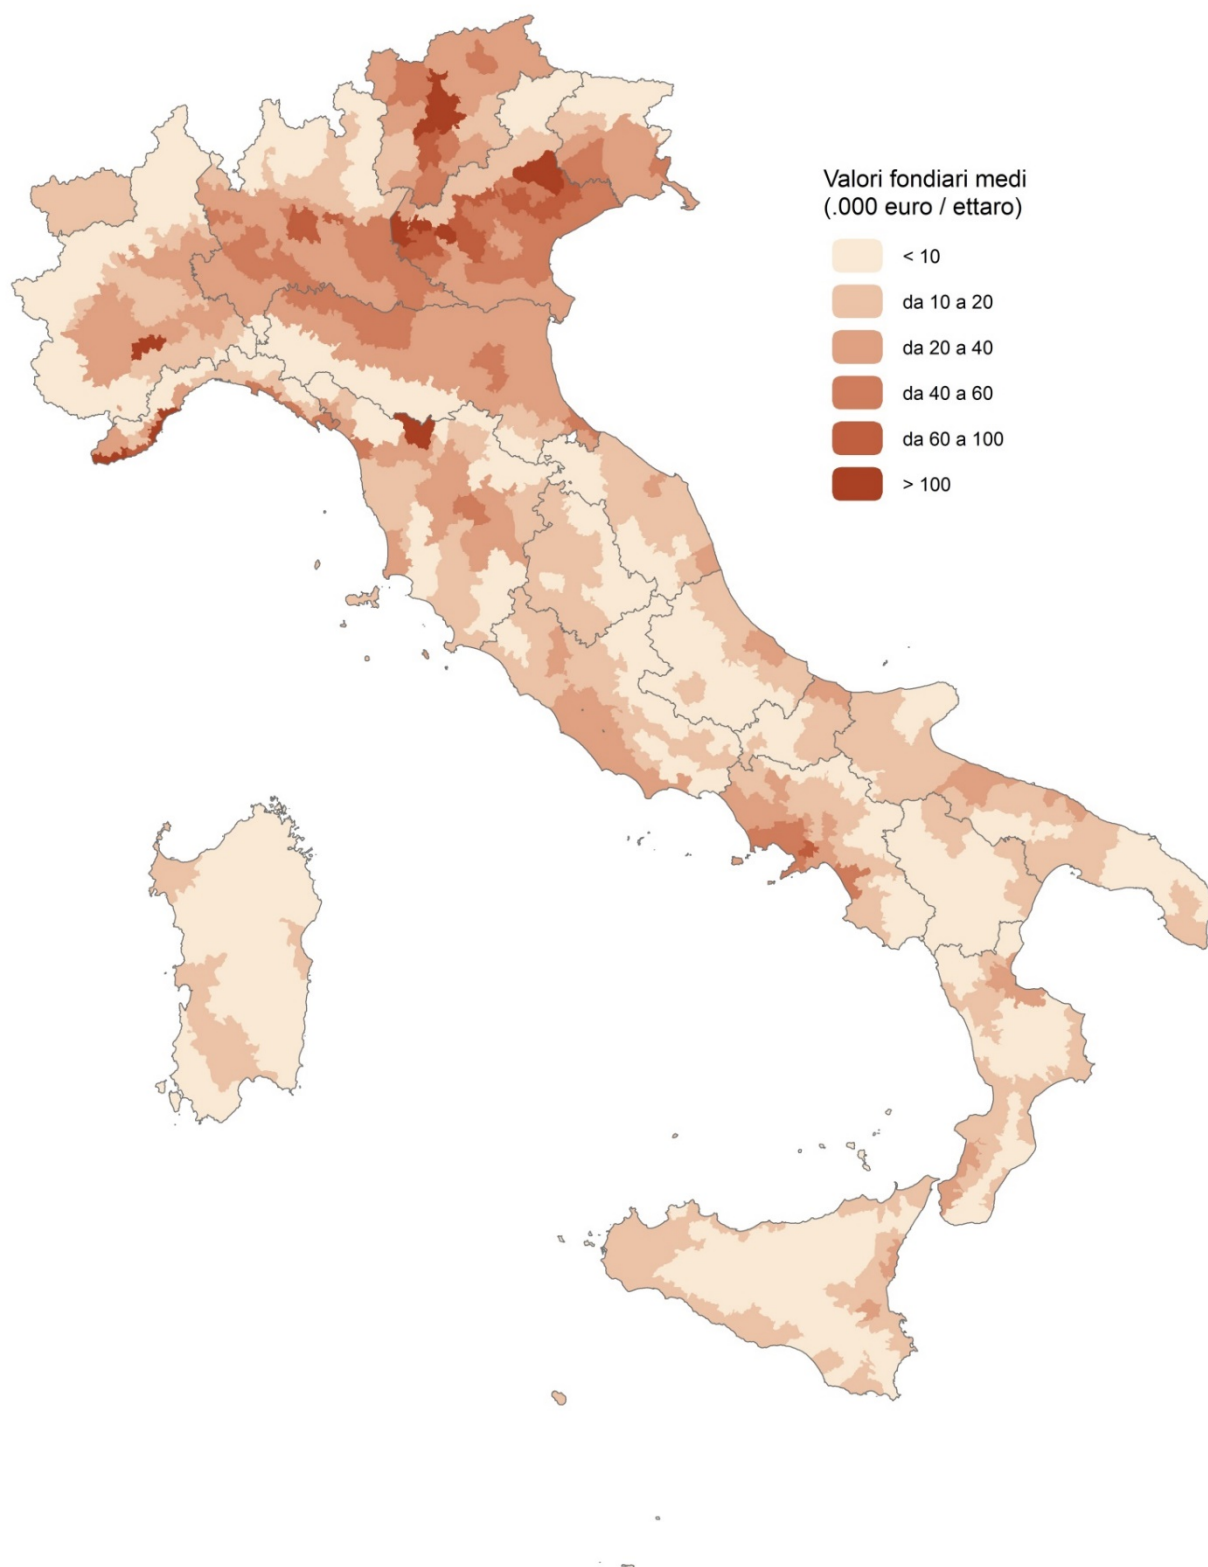 Valori fondiari medi
(.000 euro / ettaro)
< 10
da 10 a 20
da 20 a 40
da 40 a 60
da 60 a 100
> 100